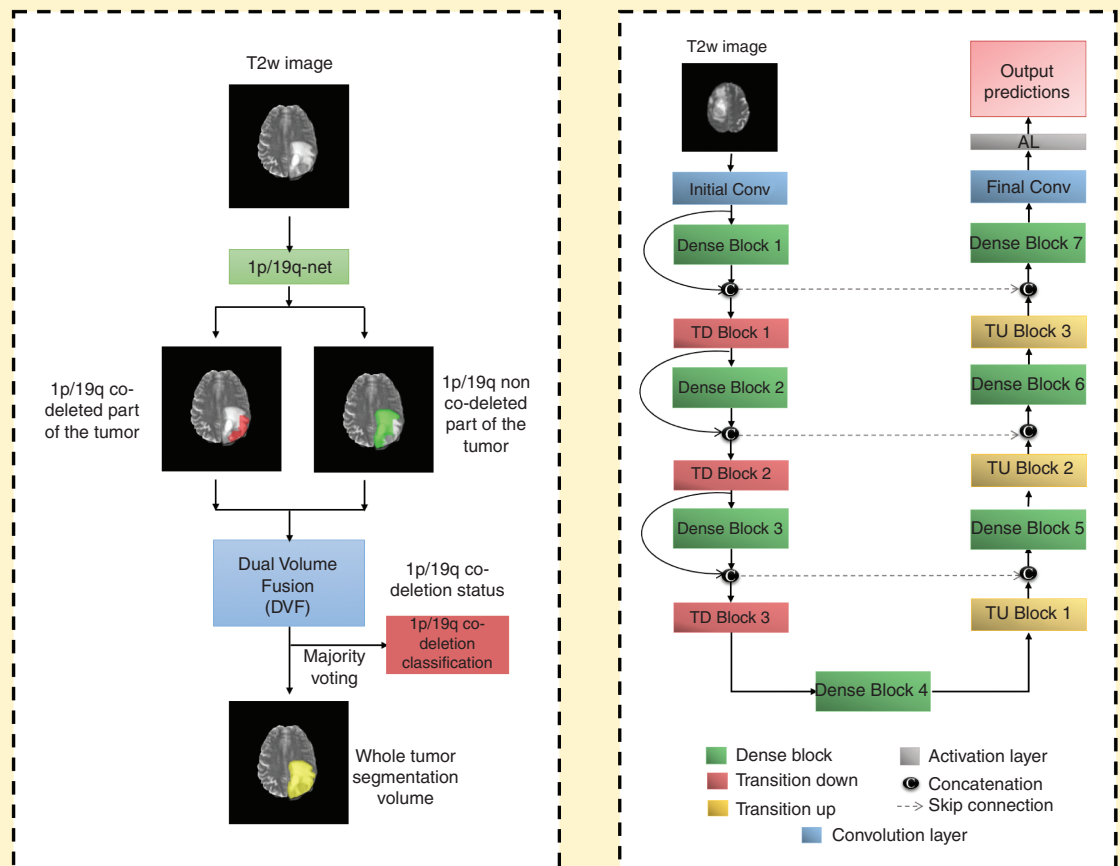 T2w image
1p/19q-net
1p/19q co-
deleted part
of the tumor
1p/19q non
co-deleted
part of the
tumor
Dual Volume
Fusion
(DVF)
1p/19q co-
deletion status
1p/19q co-
deletion
classification
Majority
voting
Whole tumor
segmentation
volume
T2w image
Initial Conv
Dense Block 1
C
TD Block 1
Dense Block 2
C
TD Block 2
Dense Block 3
C
TD Block 3
Dense Block 4
TU Block 1
C
Dense Block 5
TU Block 2
C
Dense Block 6
TU Block 3
C
Dense Block 7
Final Conv
AL
Output
predictions
Dense block
Transition down
Transition up
Activation layer
C Concatenation
Skip connection
Convolution layer